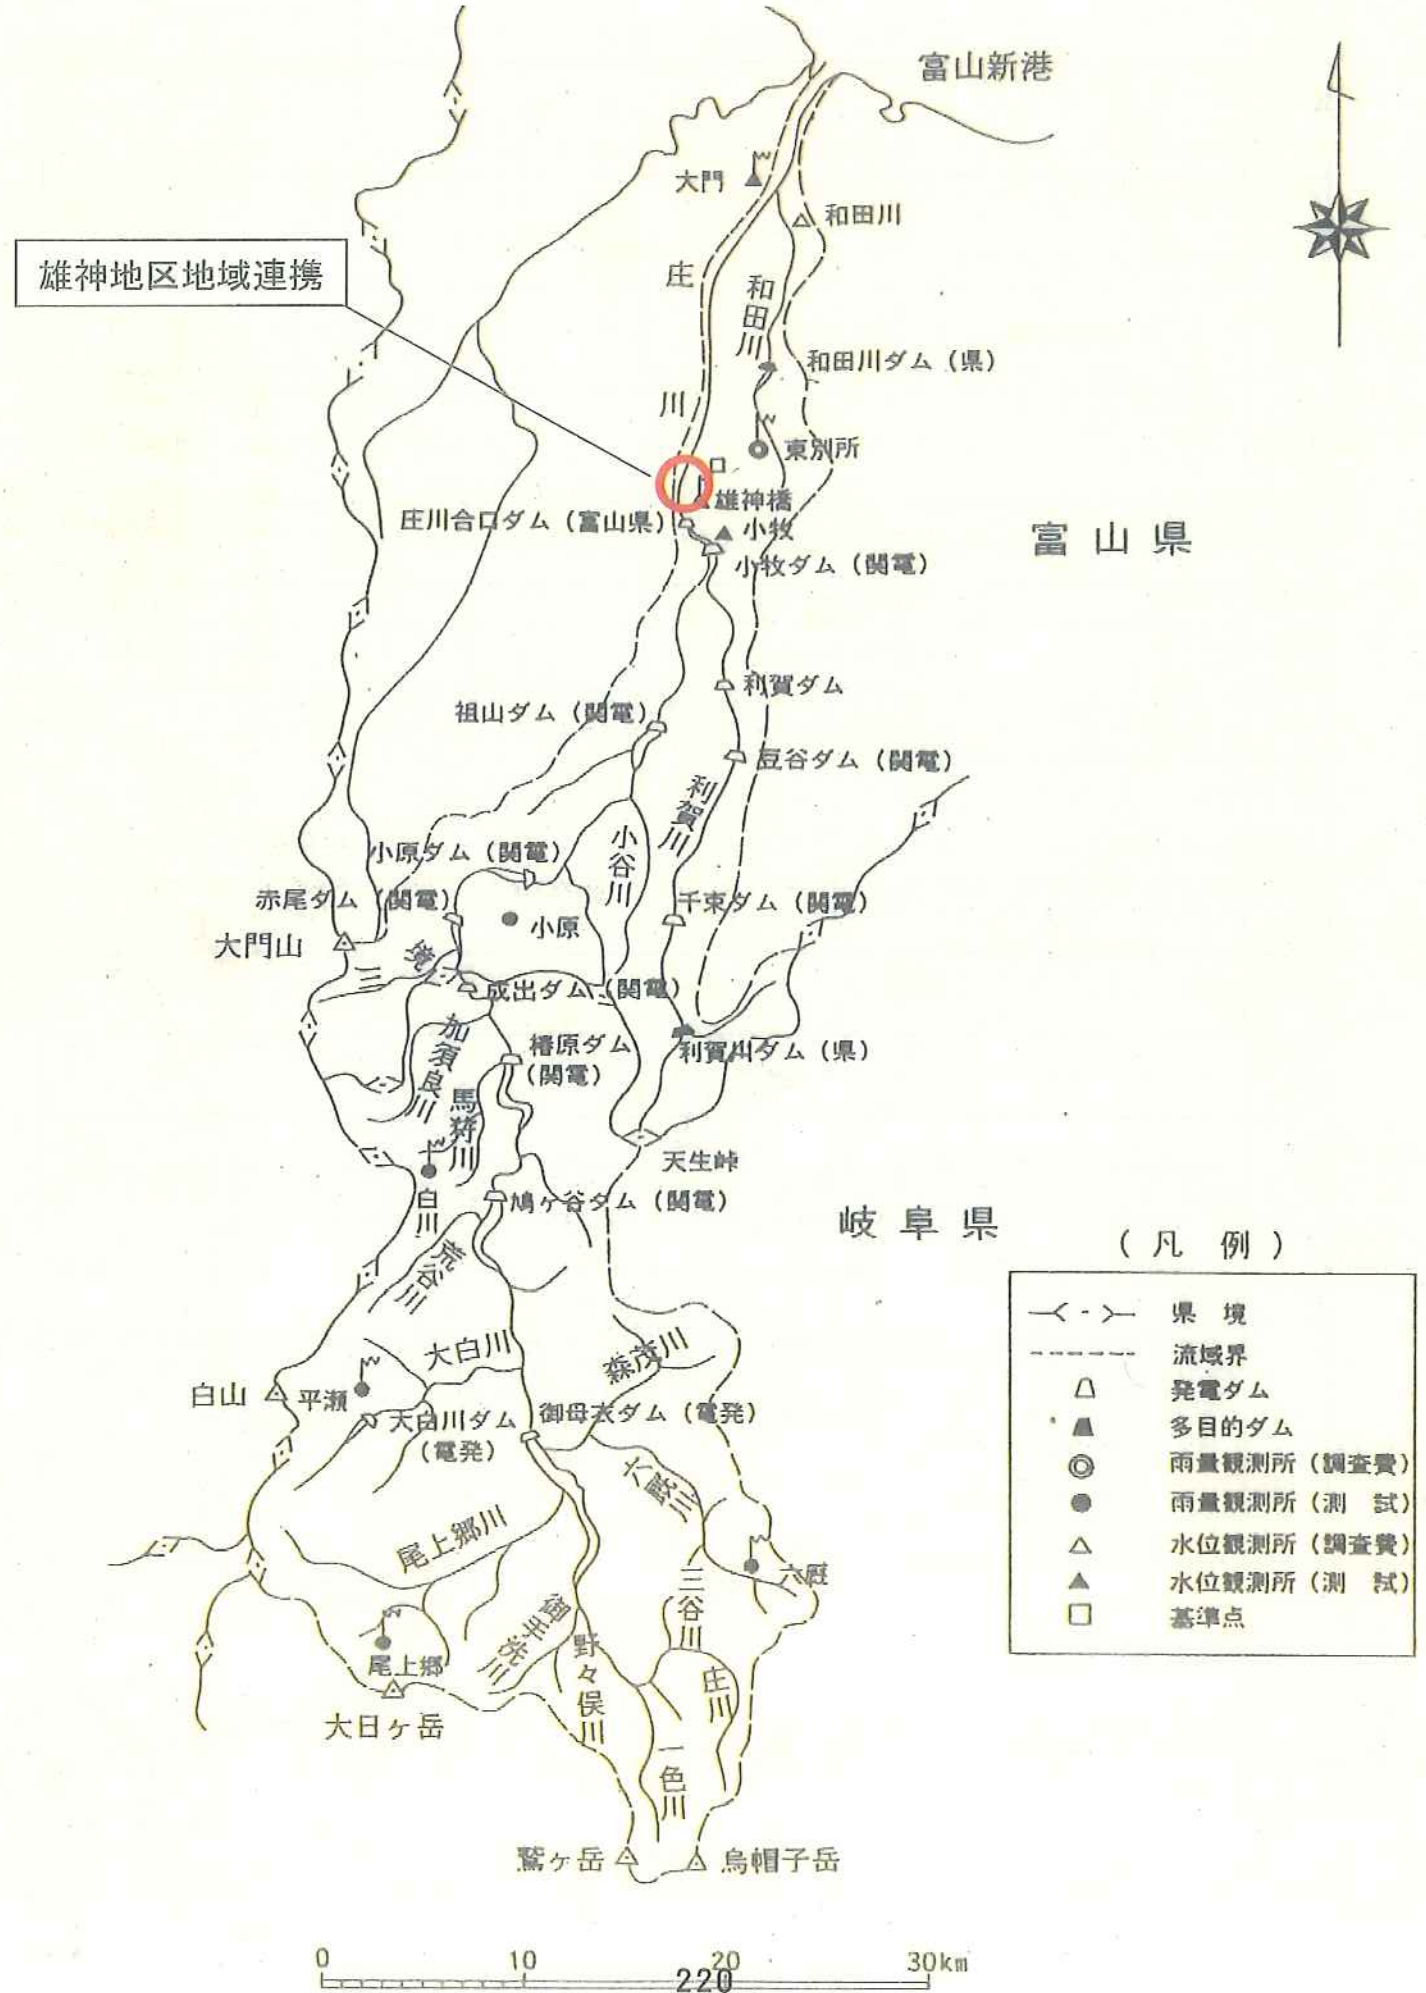 富山新港
大門
和田川
雄神地区地域連携
庄川
和田川
和田川ダム（県）
東別所
雄神橋
庄川合口ダム（富山県）
小牧
富山県
小牧ダム（関電）
利賀ダム
祖山ダム（関電）
豆谷ダム（関電）
利賀川
小谷川
小原ダム（関電）
赤尾ダム（関電）
千束ダム（関電）
小原
大門山
境
成出ダム（関電）
加須良川
椿原ダム
（関電）
利賀川ダム（県）
馬狩川
天生峠
白川
鳩ヶ谷ダム（関電）
岐阜県
荒谷川
（凡 例）
県 境
流域界
発電ダム
多目的ダム
雨量観測所（調査費）
雨量観測所（測 試）
水位観測所（調査費）
水位観測所（測 試）
基準点
大白川
森茂川
白山
平瀬
大白川ダム
（電発）
御母衣ダム（電発）
六厩川
尾上郷川
六厩
三谷川
御手洗川
野々俣川
尾上郷
庄川
大日ヶ岳
一色川
鷲ヶ岳
烏帽子岳
0 10 20 30km
220